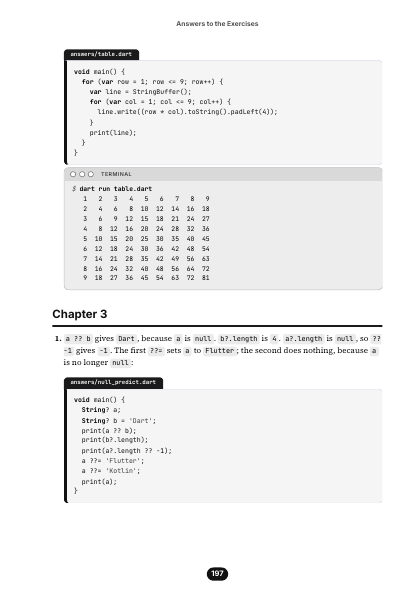 Answers to the Exercises
answers/table.dart
void main() {
  for (var row = 1; row <= 9; row++) {
    var line = StringBuffer();
    for (var col = 1; col <= 9; col++) {
      line.write((row * col).toString().padLeft(4));
    }
    print(line);
  }
}
TERMINAL
$ dart run table.dart
   1   2   3   4   5   6   7   8   9
   2   4   6   8  10  12  14  16  18
   3   6   9  12  15  18  21  24  27
   4   8  12  16  20  24  28  32  36
   5  10  15  20  25  30  35  40  45
   6  12  18  24  30  36  42  48  54
   7  14  21  28  35  42  49  56  63
   8  16  24  32  40  48  56  64  72
   9  18  27  36  45  54  63  72  81
Chapter 3
1. a ?? b gives Dart, because a is null. b?.length is 4. a?.length is null, so ??
-1 gives -1. The first ??= sets a to Flutter; the second does nothing, because a
is no longer null:
answers/null_predict.dart
void main() {
  String? a;
  String? b = 'Dart';
  print(a ?? b);
  print(b?.length);
  print(a?.length ?? -1);
  a ??= 'Flutter';
  a ??= 'Kotlin';
  print(a);
}
197